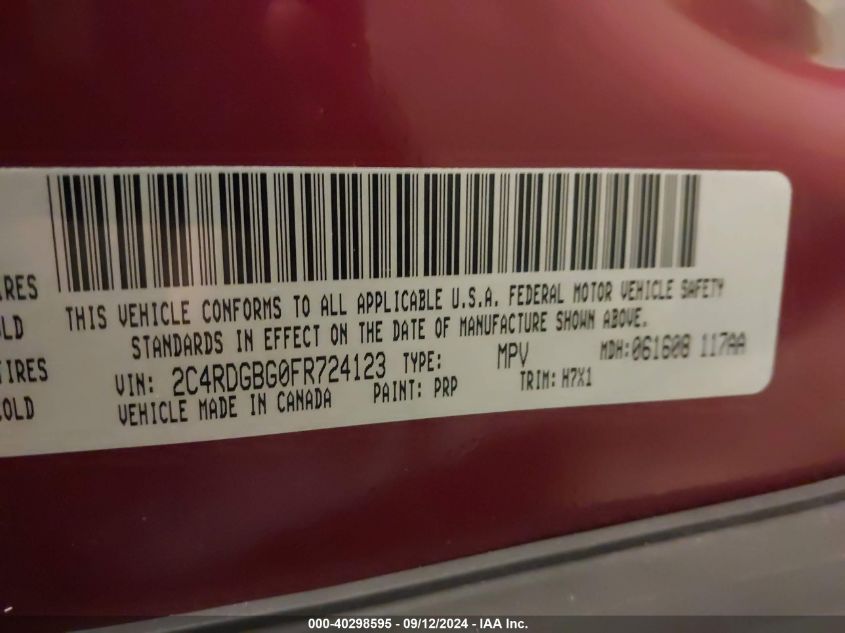 IRES
OLD
TIRES
COLD
THIS VEHICLE CONFORMS TO ALL APPLICABLE U.S.A. FEDERAL MOTOR VEHICLE SAFETY
STANDARDS IN EFFECT ON THE DATE OF MANUFACTURE SHOWN ABOVE.
VIN: 2C4RDGBG0FR724123 TYPE: MPV MDH:061608 117AA
VEHICLE MADE IN CANADA PAINT: PRP TRIM: H7X1
000-40298595 - 09/12/2024 - IAA Inc.